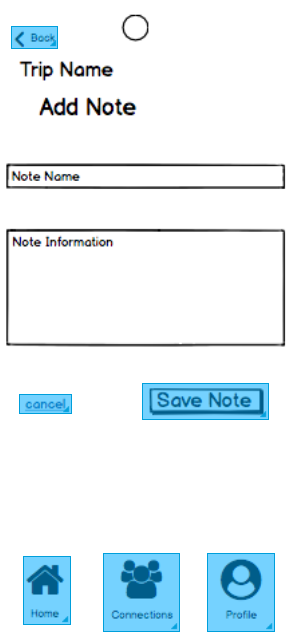 Back
Trip Name
Add Note
Note Name
Note Information
cancel
Save Note
Home
Connections
Profile